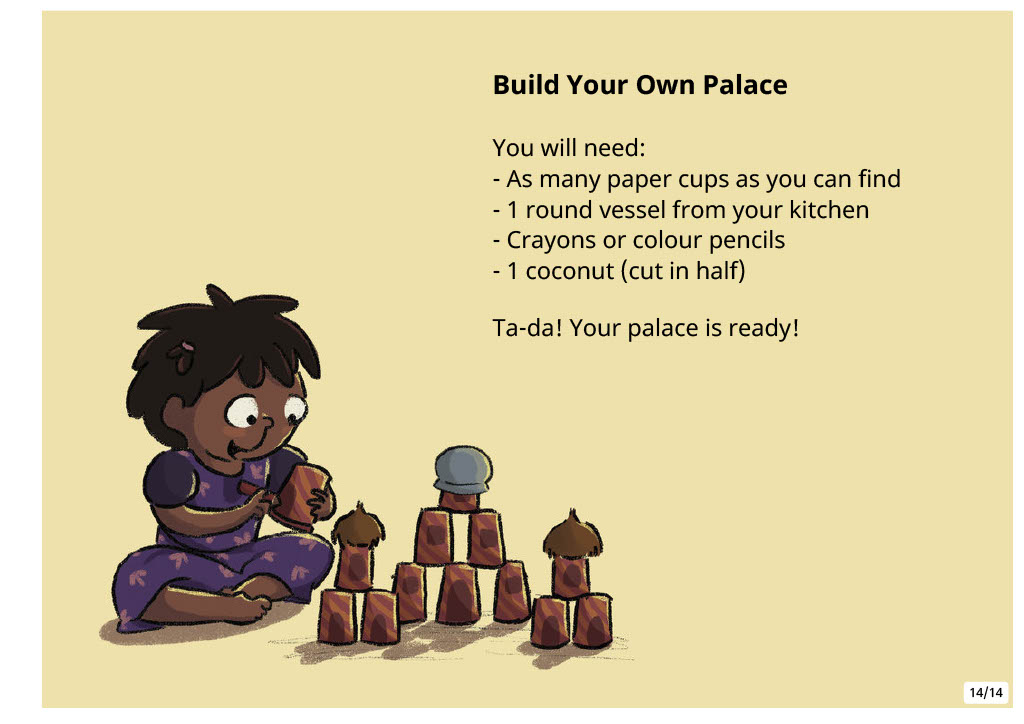 Build Your Own Palace
You will need:
- As many paper cups as you can find
- 1 round vessel from your kitchen
- Crayons or colour pencils
- 1 coconut (cut in half)
Ta-da! Your palace is ready!
14/14